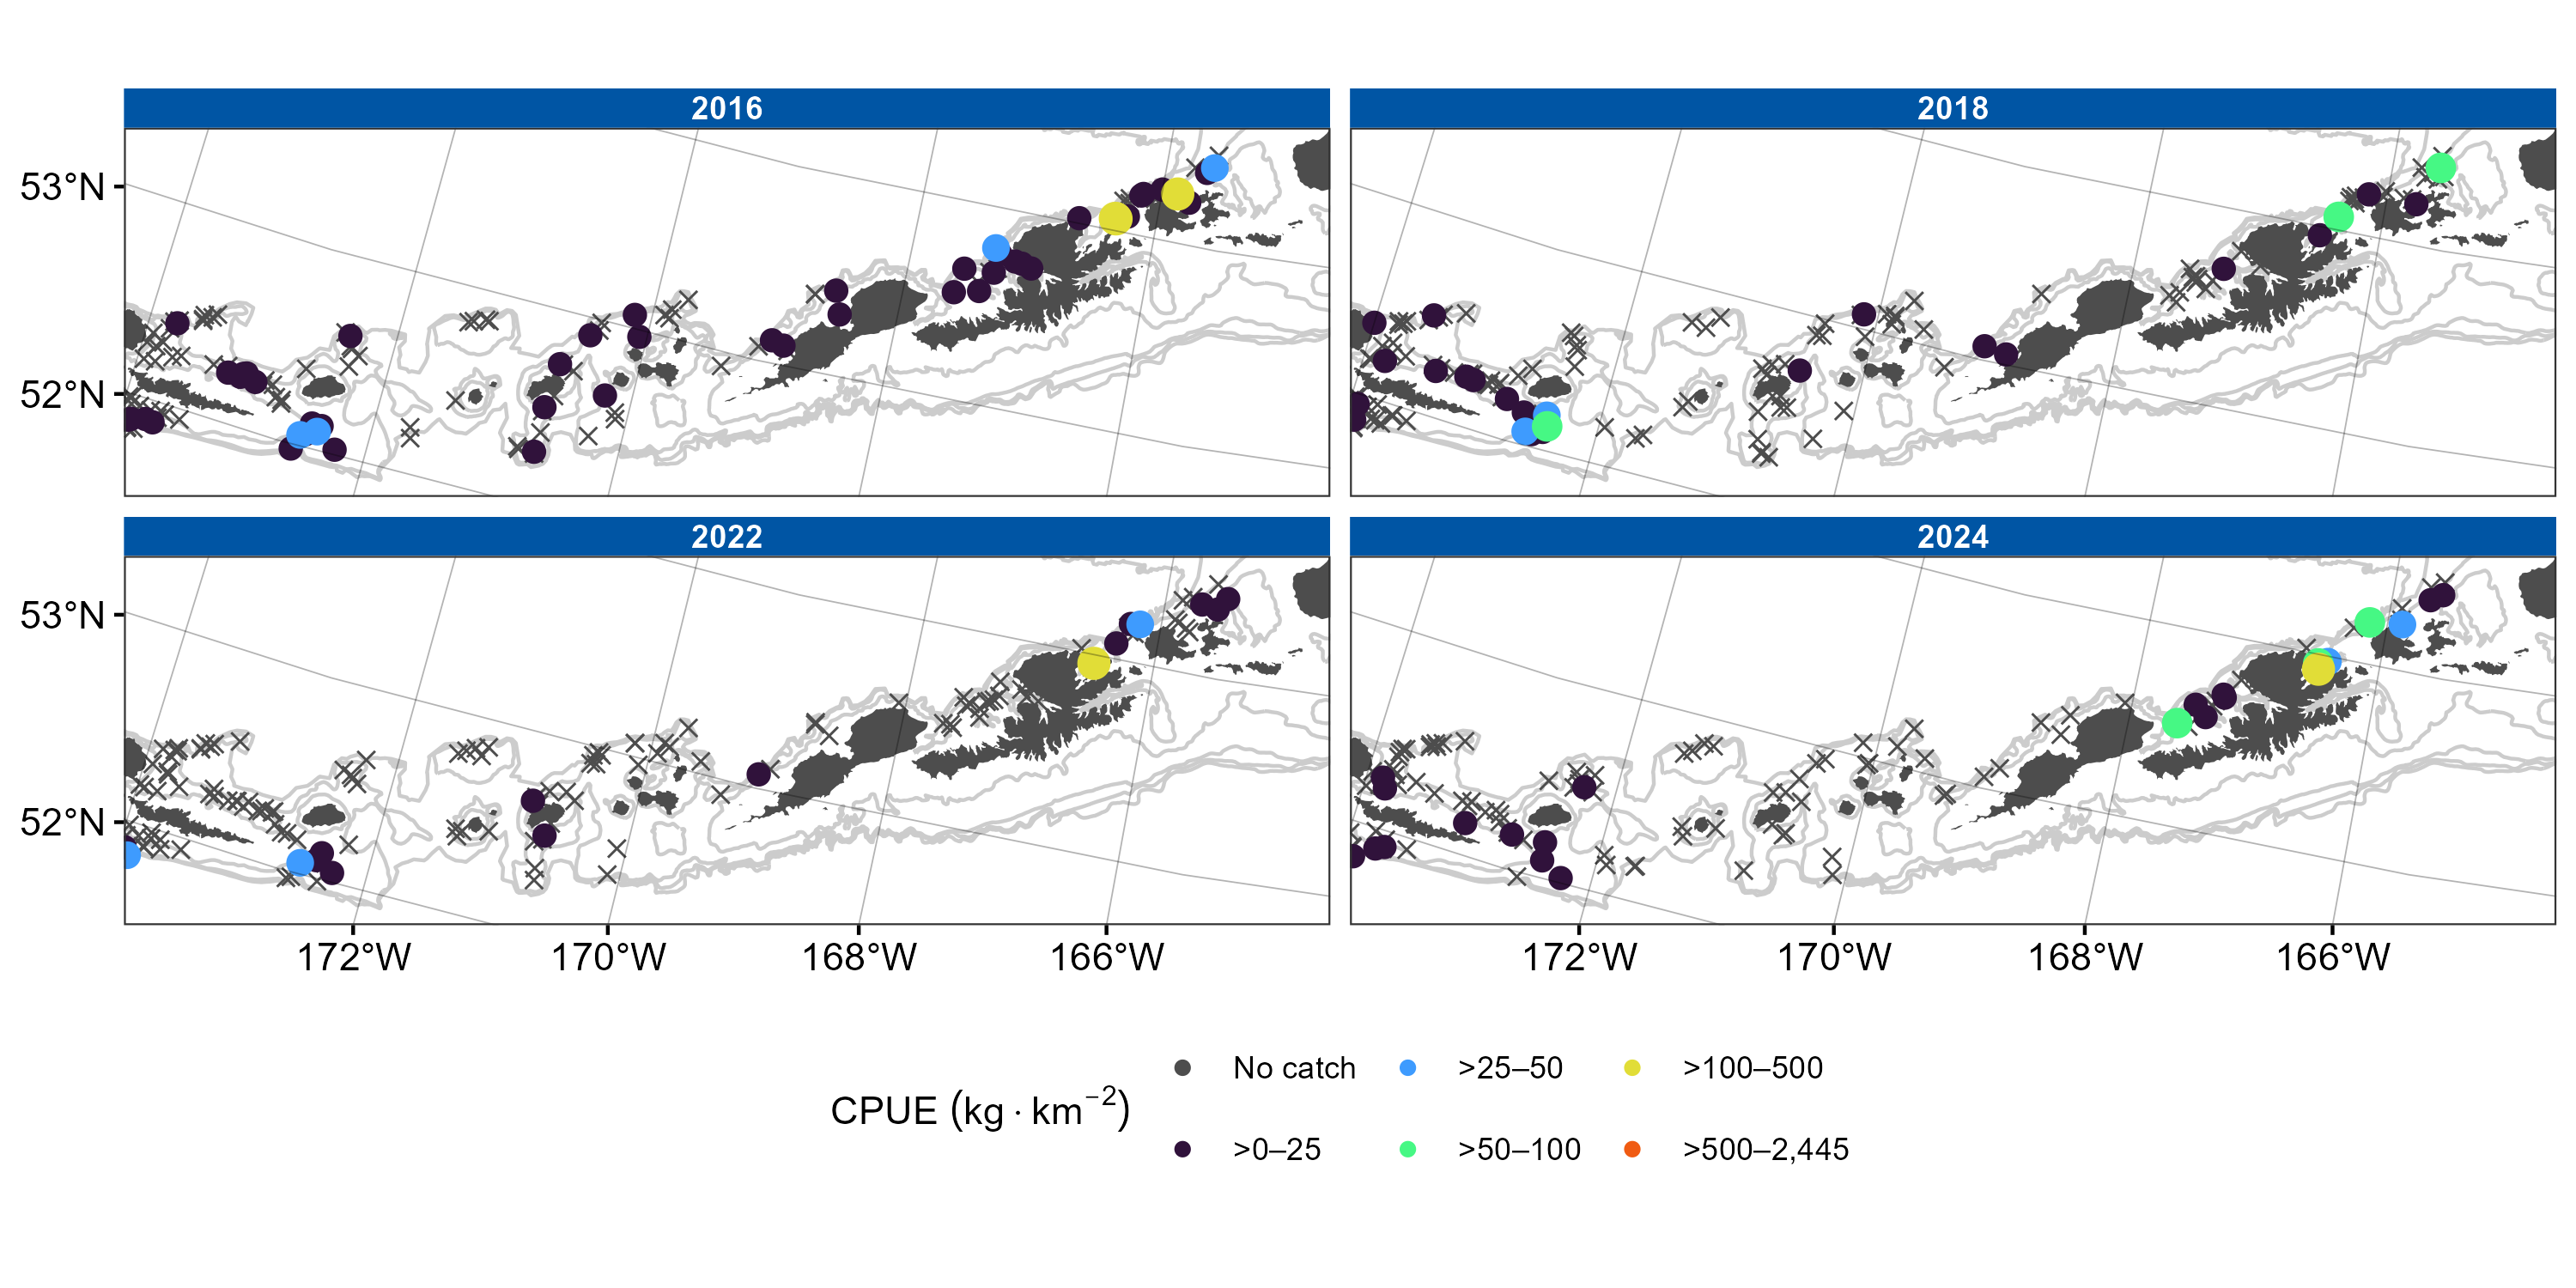 2016
2018
53°N
52°N
2022
2024
53°N
52°N
172°W 170°W 168°W 166°W
172°W 170°W 168°W 166°W
CPUE (kg · km⁻²)
No catch >25–50 >100–500
>0–25 >50–100 >500–2,445